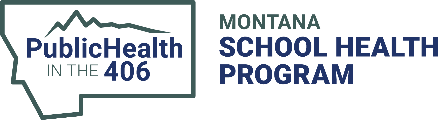 PublicHealth
IN THE 406
MONTANA
SCHOOL HEALTH
PROGRAM